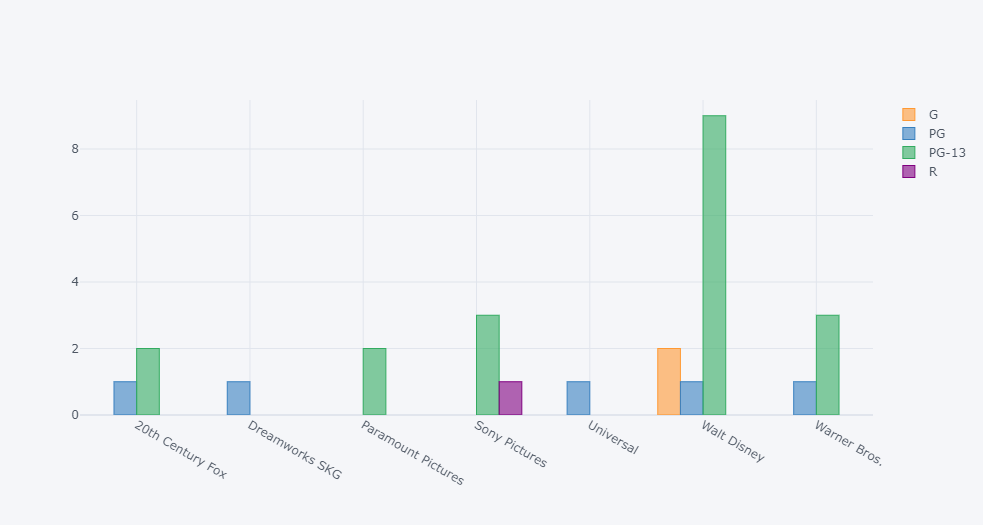 8
6
4
2
0
20th Century Fox
Dreamworks SKG
Paramount Pictures
Sony Pictures
Universal
Walt Disney
Warner Bros.
G
PG
PG-13
R